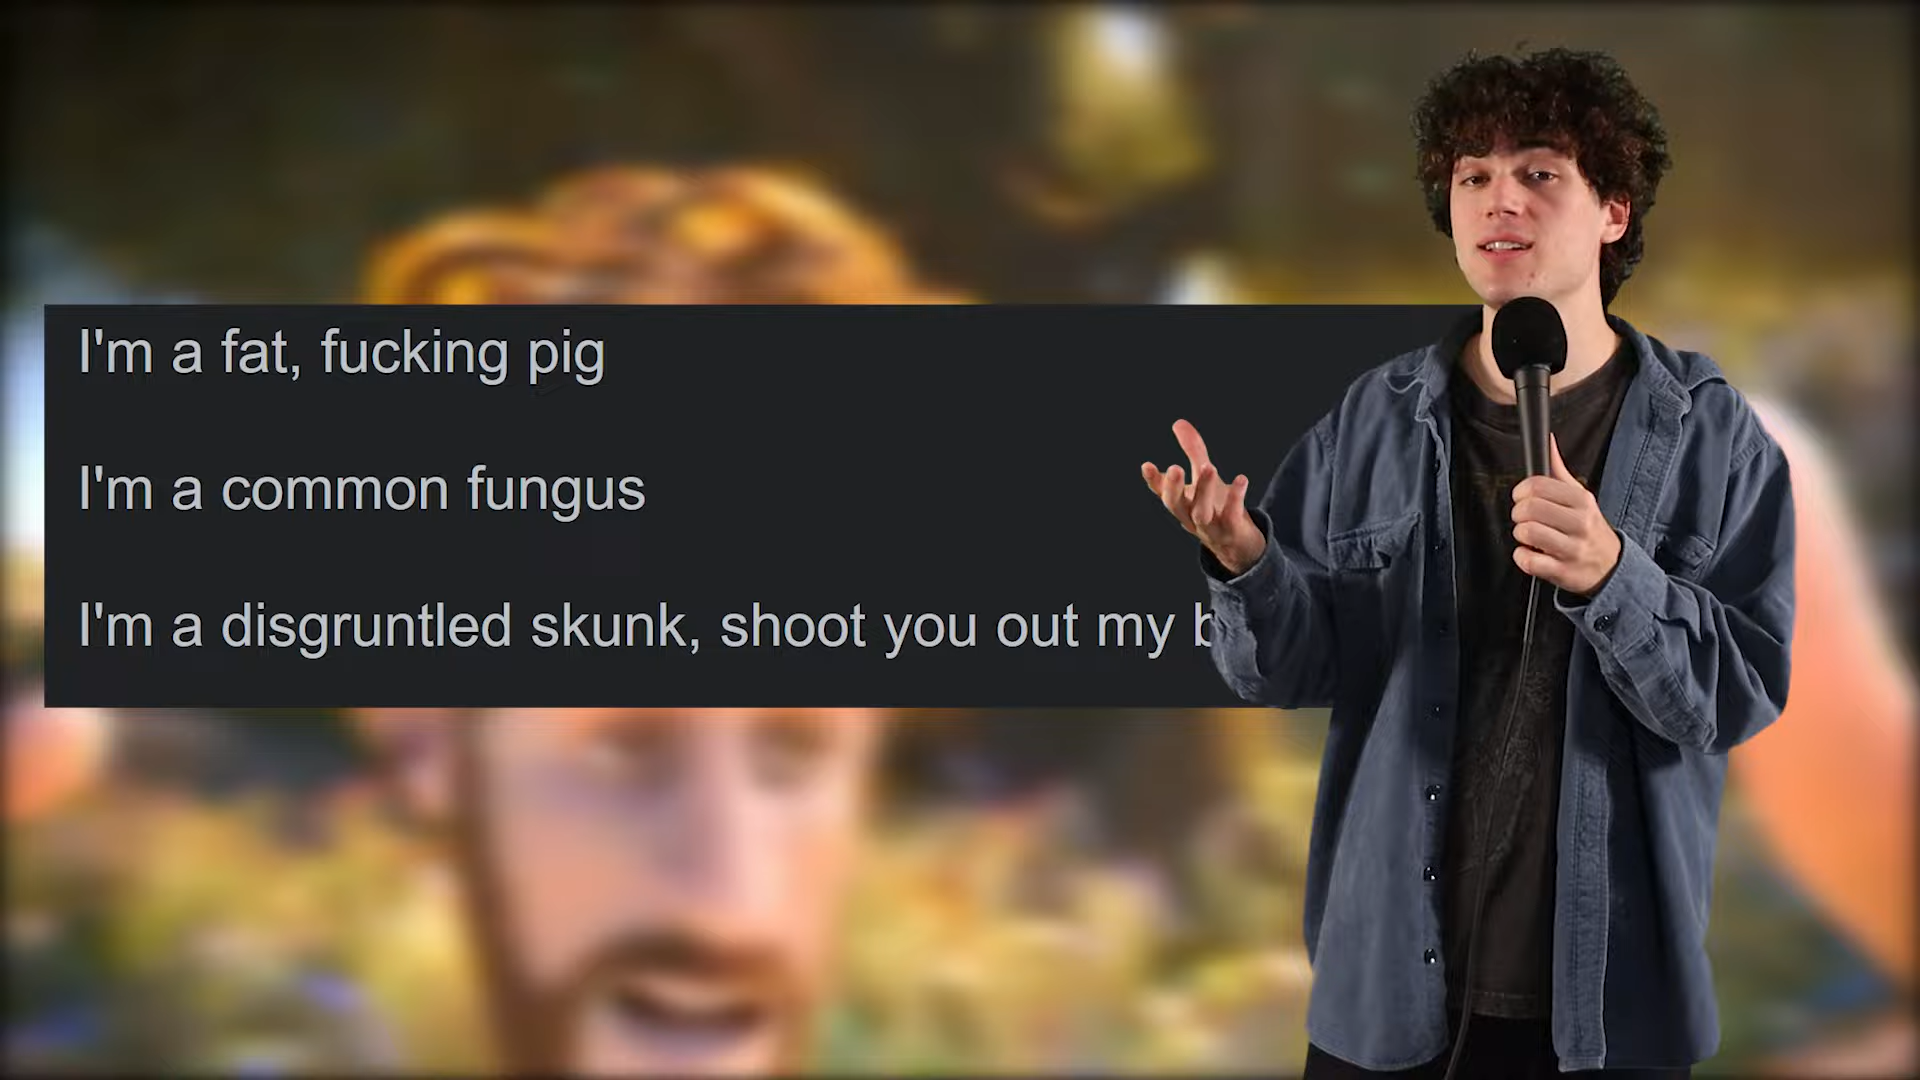 I'm a fat, fucking pig
I'm a common fungus
I'm a disgruntled skunk, shoot you out my